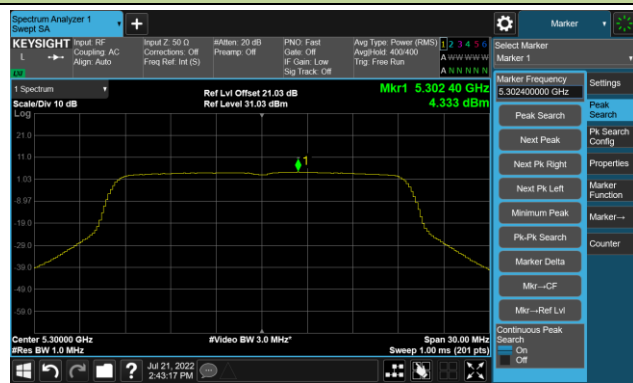 Spectrum Analyzer 1
Swept SA
Marker
KEYSIGHT
L
Input: RF
Coupling: AC
Align: Auto
Input Z: 50 Ω
Corrections: Off
Freq Ref: Int (S)
#Atten: 20 dB
Preamp: Off
PNO: Fast
Gate: Off
IF Gain: Low
Sig Track: Off
Avg Type: Power (RMS)
Avg|Hold: 400/400
Trig: Free Run
1 2 3 4 5 6
A W W W W W
A N N N N N
Select Marker
Marker 1
1 Spectrum
Scale/Div 10 dB
Log
Ref Lvl Offset 21.03 dB
Ref Level 31.03 dBm
Mkr1 5.302 40 GHz
4.333 dBm
21.0
11.0
1.03
-8.97
-19.0
-29.0
-39.0
-49.0
-59.0
1
Center 5.30000 GHz
#Res BW 1.0 MHz
#Video BW 3.0 MHz*
Span 30.00 MHz
Sweep 1.00 ms (201 pts)
Marker Frequency
5.302400000 GHz
Peak Search
Next Peak
Next Pk Right
Next Pk Left
Minimum Peak
Pk-Pk Search
Marker Delta
Mkr→CF
Mkr→Ref Lvl
Continuous Peak
Search
On
Off
Settings
Peak
Search
Pk Search
Config
Properties
Marker
Function
Marker→
Counter
?
Jul 21, 2022
2:43:17 PM